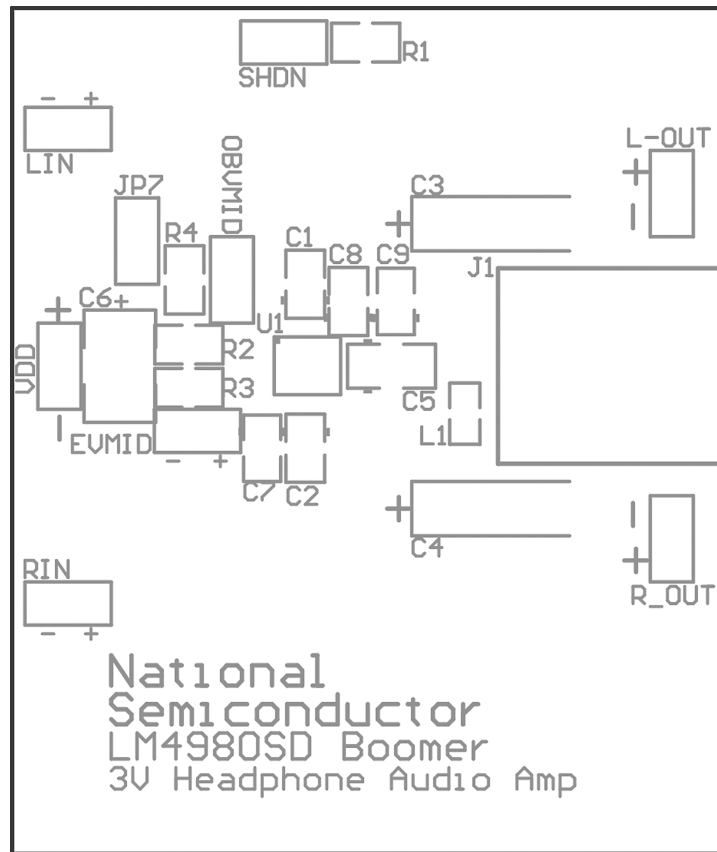 SHDN
R1
- +
LIN
OBVMID
L-OUT
+
-
JP7
R4
C3
+
C1
C8
C9
J1
C6+
+
VDD
-
U1
R2
R3
C5
L1
EVMID
- +
C7
C2
+
C4
-
+
R_OUT
RIN
- +
National
Semiconductor
LM4980SD Boomer
3V Headphone Audio Amp